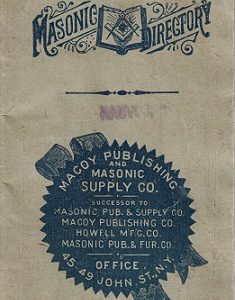 MASONIC DIRECTORY
MACOY PUBLISHING
AND
MASONIC
SUPPLY CO.
SUCCESSOR TO
MASONIC PUB. & SUPPLY CO.
MACOY PUBLISHING CO.
HOWELL M'F'G. CO.
MASONIC PUB. & FUR. CO.
OFFICE
45-49 JOHN ST., N.Y.